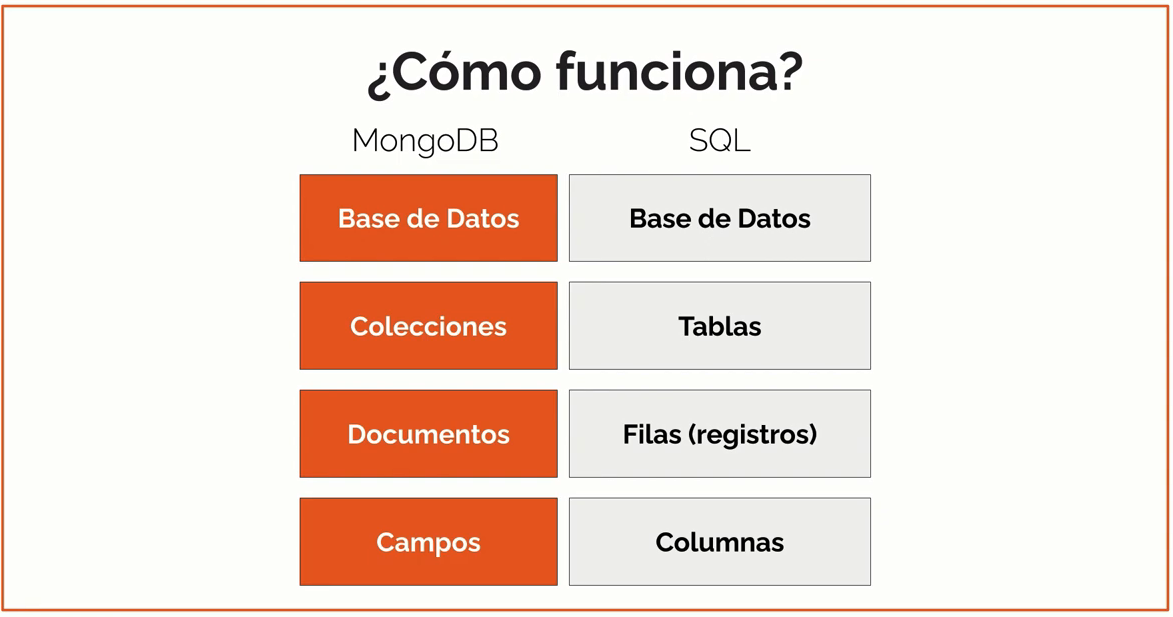 ¿Cómo funciona?
MongoDB SQL
Base de Datos Base de Datos
Colecciones Tablas
Documentos Filas (registros)
Campos Columnas